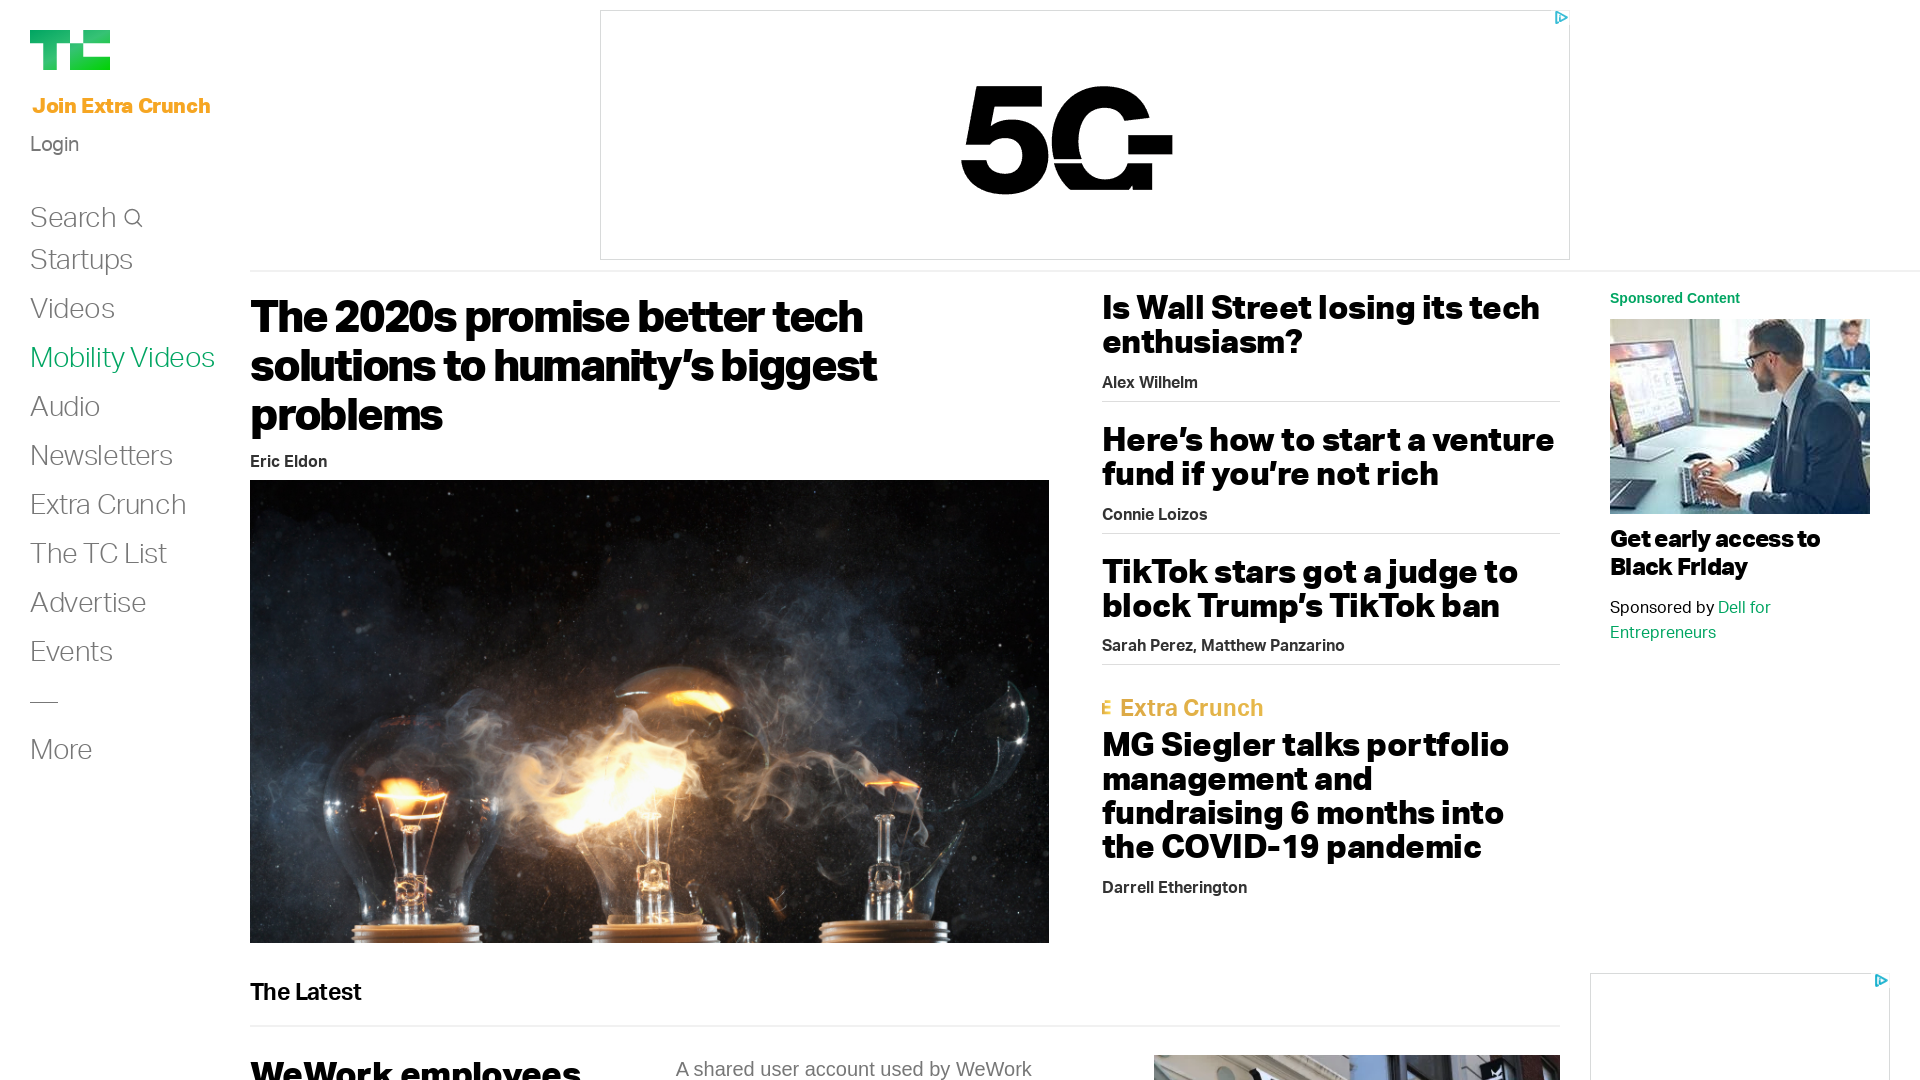 TC
Join Extra Crunch
Login
Search
Startups
Videos
Mobility Videos
Audio
Newsletters
Extra Crunch
The TC List
Advertise
Events
More
5G
The 2020s promise better tech
solutions to humanity’s biggest
problems
Eric Eldon
Is Wall Street losing its tech
enthusiasm?
Alex Wilhelm
Here’s how to start a venture
fund if you’re not rich
Connie Loizos
TikTok stars got a judge to
block Trump’s TikTok ban
Sarah Perez, Matthew Panzarino
Extra Crunch
MG Siegler talks portfolio
management and
fundraising 6 months into
the COVID-19 pandemic
Darrell Etherington
Sponsored Content
Get early access to
Black Friday
Sponsored by Dell for
Entrepreneurs
The Latest
WeWork employees
A shared user account used by WeWork